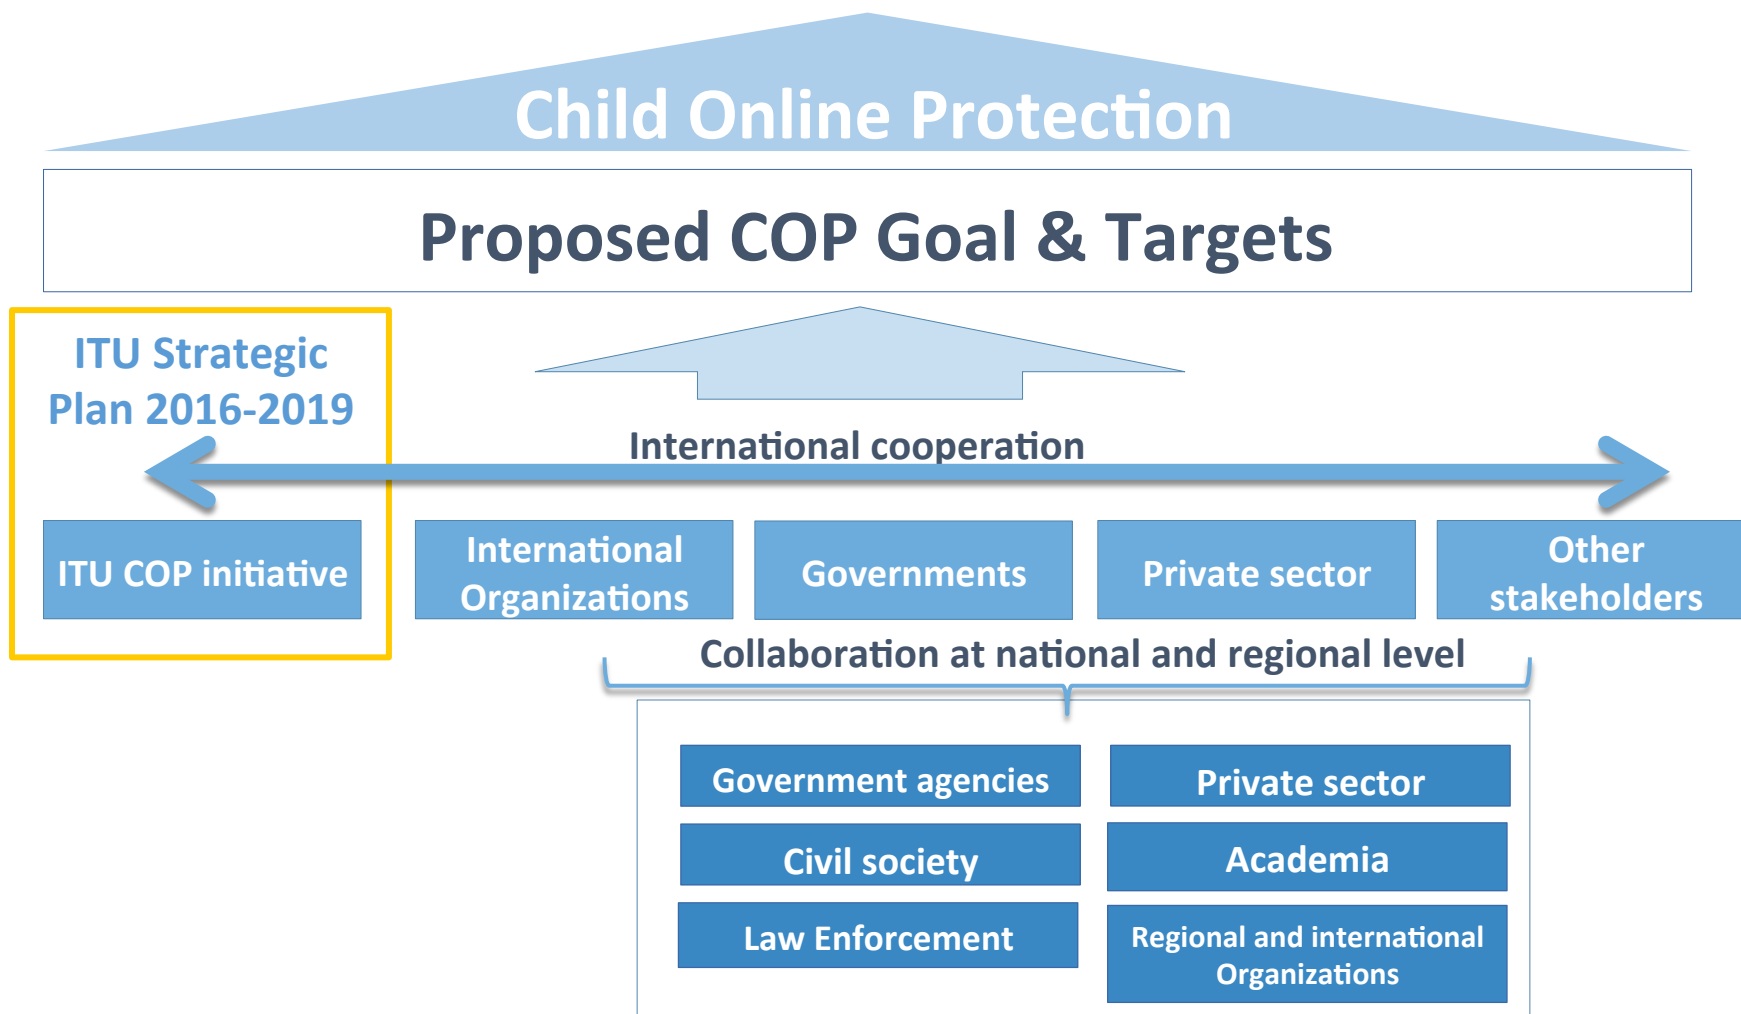 Child Online Protection
Proposed COP Goal & Targets
ITU Strategic
Plan 2016-2019
International cooperation
ITU COP initiative
International
Organizations
Governments
Private sector
Other
stakeholders
Collaboration at national and regional level
Government agencies
Private sector
Civil society
Academia
Law Enforcement
Regional and international
Organizations